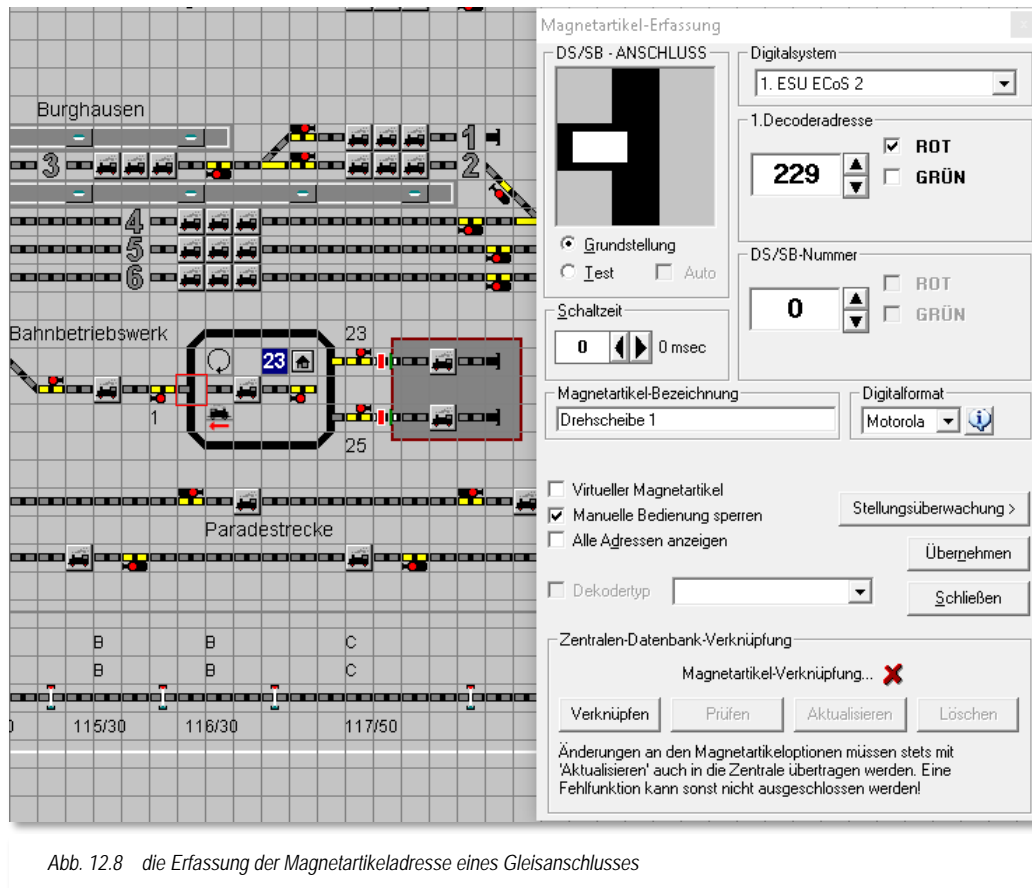 Burghausen
1
3
2
4
5
6
Bahnbetriebswerk
23
23
1
25
Paradestrecke
B B C
B B C
115/30 116/30 117/50
Magnetartikel-Erfassung
DS/SB - ANSCHLUSS
Grundstellung
Test Auto
Schaltzeit
0 0 msec
Digitalsystem
1. ESU ECoS 2
1.Decoderadresse
229 ROT
GRÜN
DS/SB-Nummer
0 ROT
GRÜN
Magnetartikel-Bezeichnung
Drehscheibe 1
Digitalformat
Motorola
Virtueller Magnetartikel
Manuelle Bedienung sperren
Alle Adressen anzeigen
Stellungsüberwachung >
Übernehmen
Dekodertyp
Schließen
Zentralen-Datenbank-Verknüpfung
Magnetartikel-Verknüpfung...
Verknüpfen Prüfen Aktualisieren Löschen
Änderungen an den Magnetartikeloptionen müssen stets mit
'Aktualisieren' auch in die Zentrale übertragen werden. Eine
Fehlfunktion kann sonst nicht ausgeschlossen werden!
Abb. 12.8 die Erfassung der Magnetartikeladresse eines Gleisanschlusses